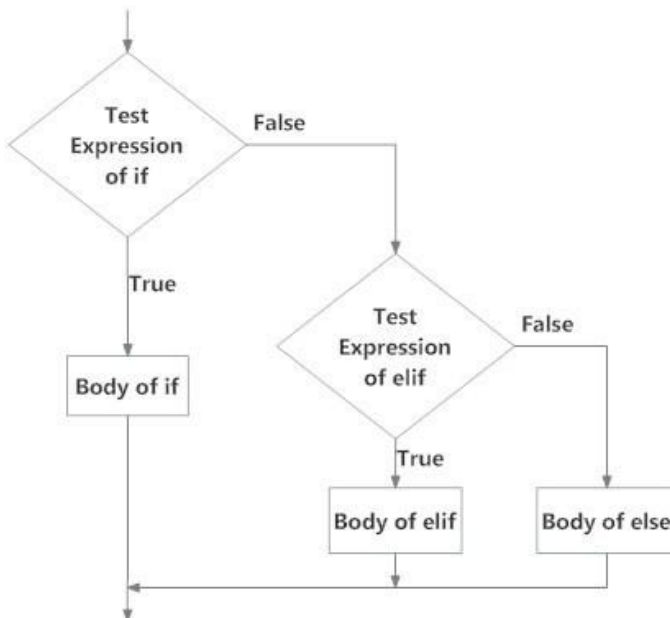 Test
Expression
of if
False
True
Body of if
Test
Expression
of elif
False
True
Body of elif
Body of else